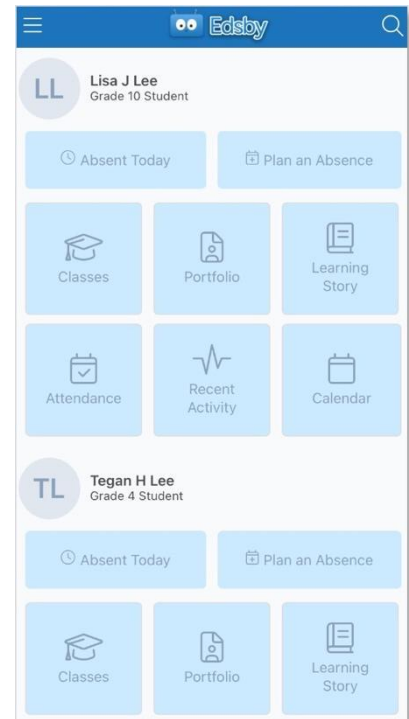 Edsby
LL
Lisa J Lee
Grade 10 Student
Absent Today
Plan an Absence
Classes
Portfolio
Learning
Story
Attendance
Recent
Activity
Calendar
TL
Tegan H Lee
Grade 4 Student
Absent Today
Plan an Absence
Classes
Portfolio
Learning
Story